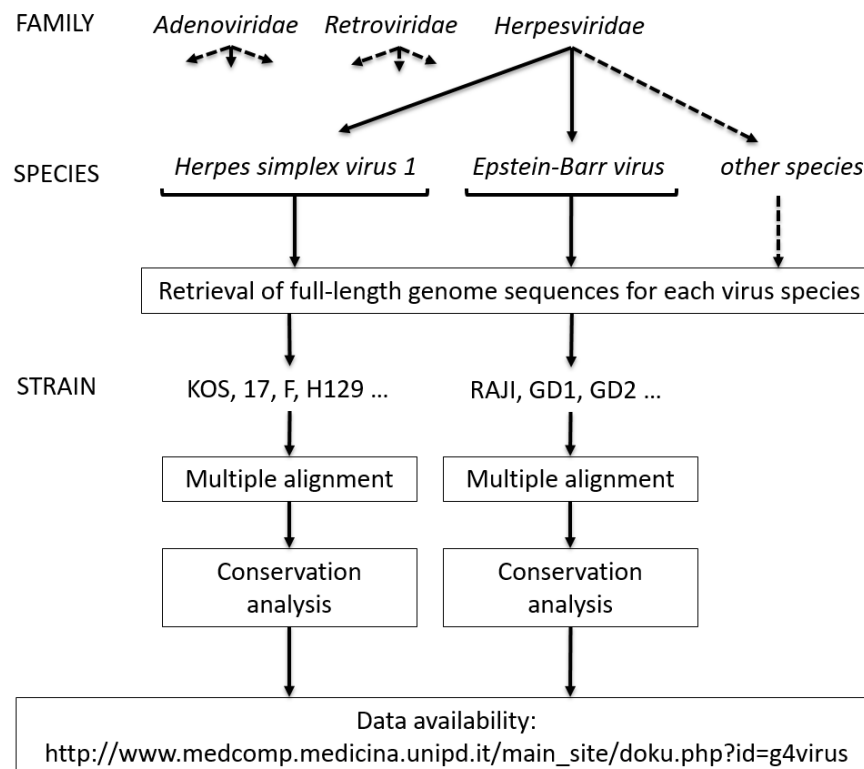 FAMILY Adenoviridae Retroviridae Herpesviridae
SPECIES Herpes simplex virus 1 Epstein-Barr virus other species
Retrieval of full-length genome sequences for each virus species
STRAIN KOS, 17, F, H129 ... RAJI, GD1, GD2 ...
Multiple alignment Multiple alignment
Conservation Conservation
analysis analysis
Data availability:
http://www.medcomp.medicina.unipd.it/main_site/doku.php?id=g4virus